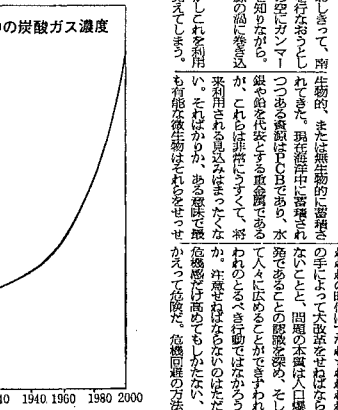 の炭酸ガス濃度
しきって、南
行なおうとし
空にガンマー
知りながら。
の渦に巻き込
しこれを利用
えてしまう。
生物的、または無生物的に蓄積さ
れてきた。現在海洋中に蓄積され
つつある資源はPCBであり、水
銀や鉛を代表とする重金属である
が、これらは非常にうすくて、将
来利用される見込みはまったくな
い。そればかりか、ある意味で最
も有能な微生物はそれらをせっせ
の手によって大改革をせねばなら
ないことと、問題の本質は人口爆
発であることの認識を深め、そし
て人々に広めることができずわれ
われのとるべき行動ではなかろう
か。注意せねばならないのはただ
危機感だけ高めてもしかたない、
かえって危険だ。危機回避の方法
1940 1960 1980 2000